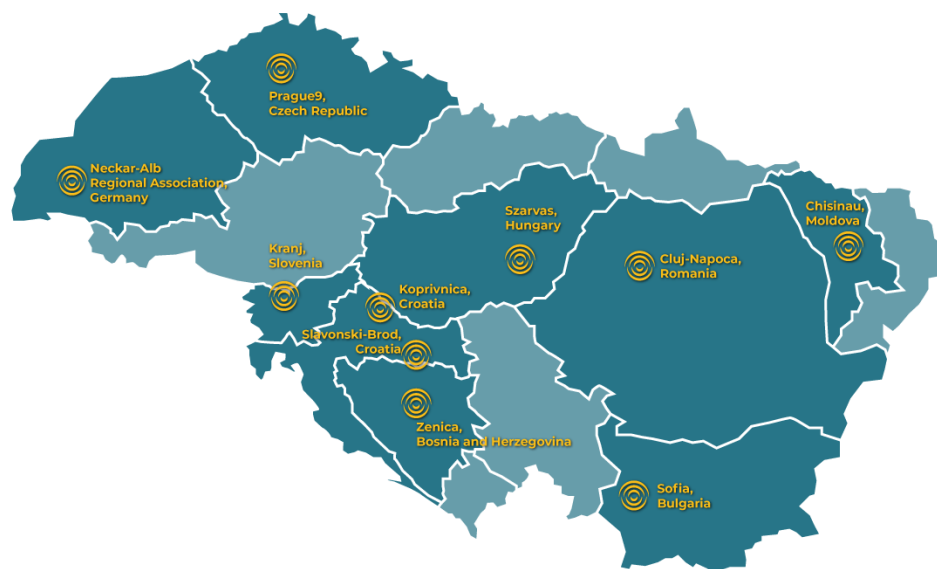 Prague9,
Czech Republic
Neckar-Alb
Regional Association,
Germany
Szarvas,
Hungary
Chisinau,
Moldova
Kranj,
Slovenia
Cluj-Napoca,
Romania
Koprivnica,
Croatia
Slavonski-Brod,
Croatia
Zenica,
Bosnia and Herzegovina
Sofia,
Bulgaria